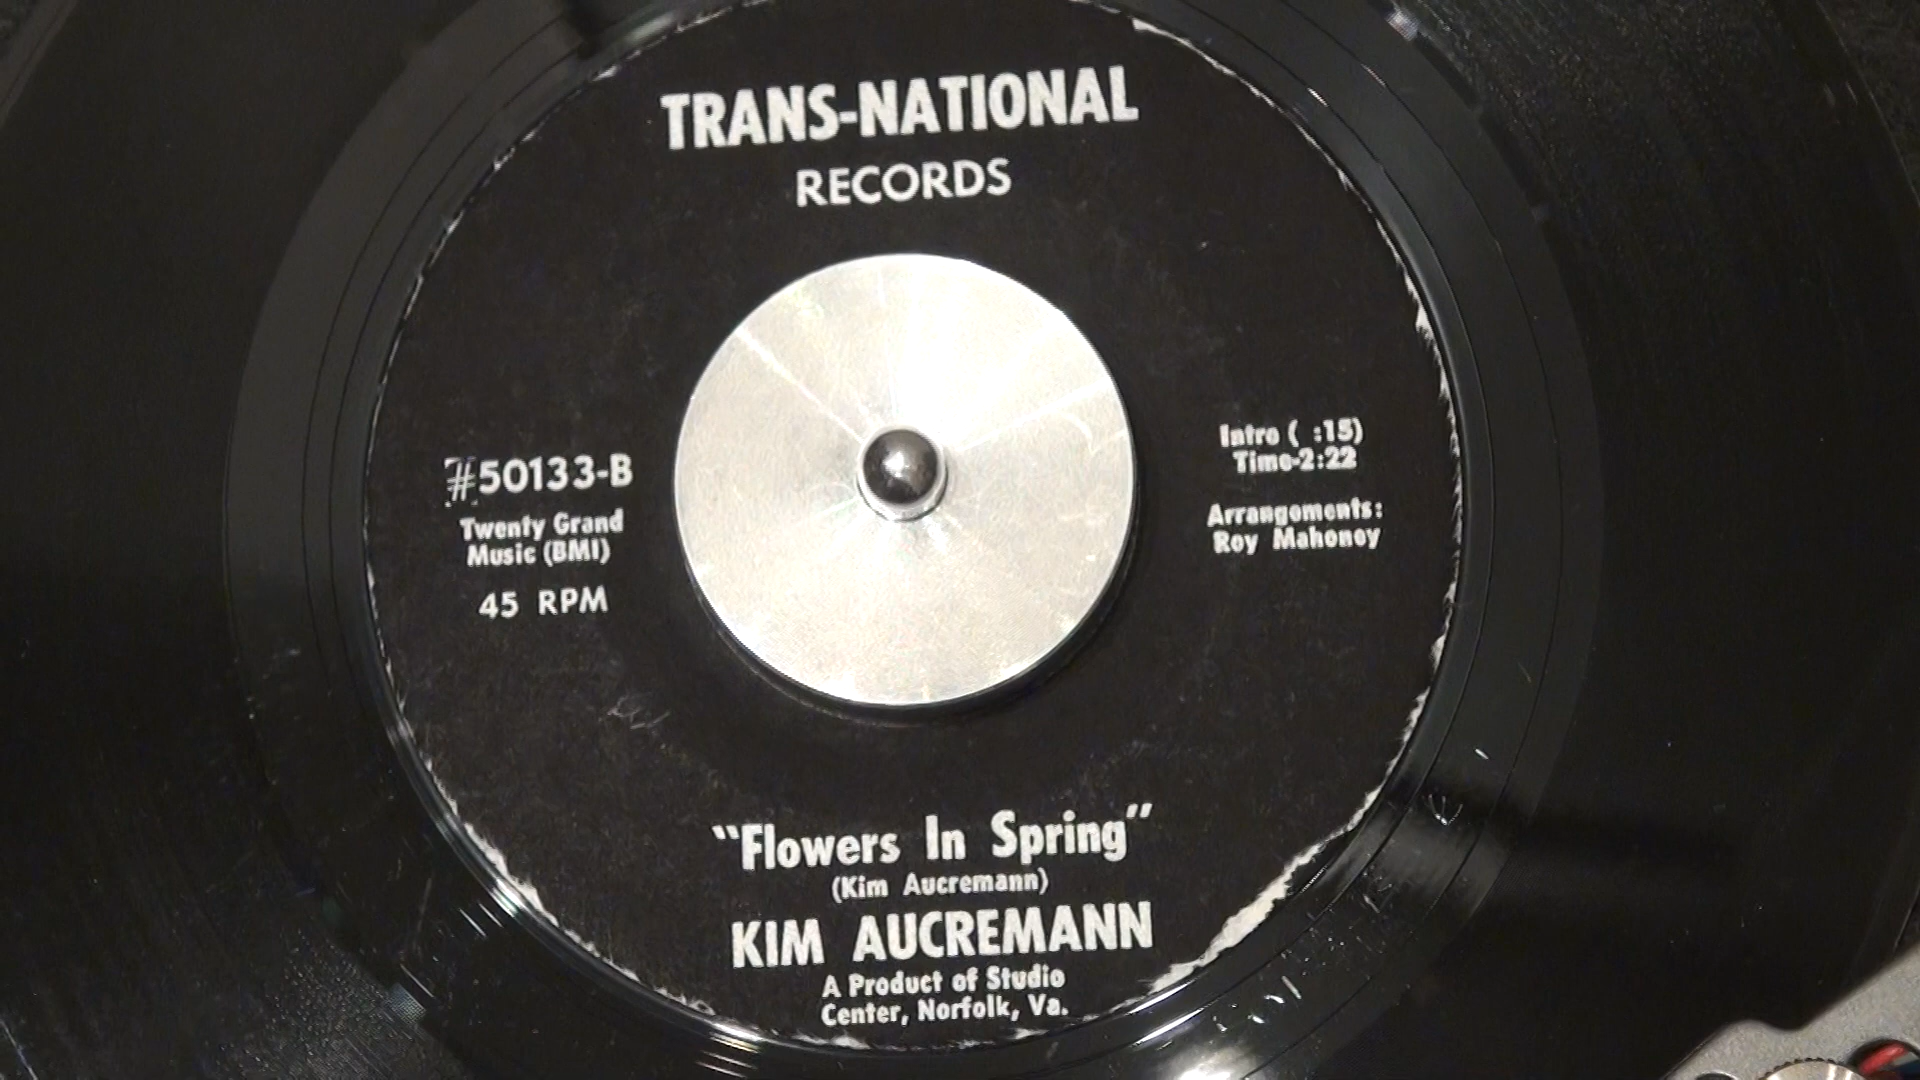 TRANS-NATIONAL
RECORDS
#50133-B
Twenty Grand
Music (BMI)
45 RPM
Intro ( :15)
Time-2:22
Arrangements:
Roy Mahoney
"Flowers In Spring"
(Kim Aucremann)
KIM AUCREMANN
A Product of Studio
Center, Norfolk, Va.